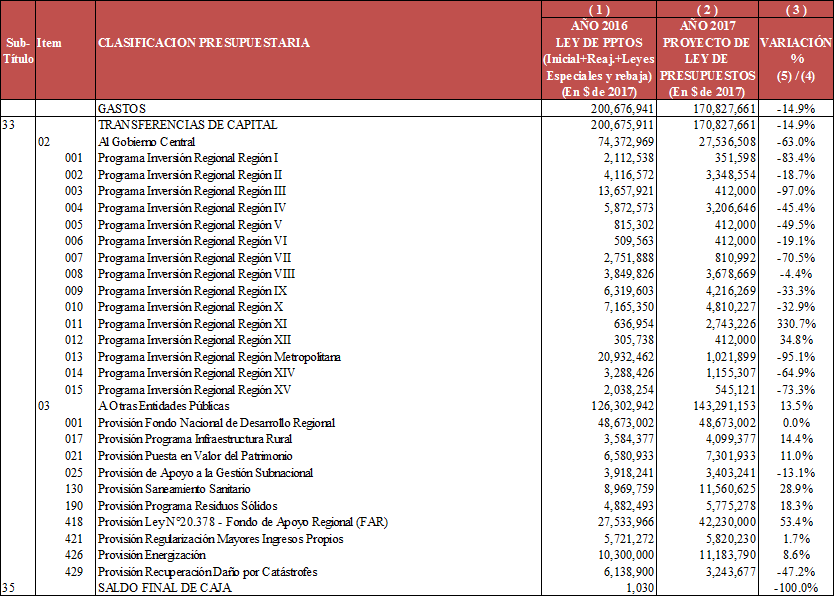 ( 1 ) ( 2 ) ( 3 )
AÑO 2016 AÑO 2017
Sub- Item CLASIFICACION PRESUPUESTARIA LEY DE PPTOS PROYECTO DE VARIACIÓN
Título (Inicial+Reaj.+Leyes LEY DE %
Especiales y rebaja) PRESUPUESTOS (5) / (4)
(En $ de 2017) (En $ de 2017)
GASTOS 200,676,941 170,827,661 -14.9%
33 TRANSFERENCIAS DE CAPITAL 200,675,911 170,827,661 -14.9%
02 Al Gobierno Central 74,372,969 27,536,508 -63.0%
001 Programa Inversión Regional Región I 2,112,538 351,598 -83.4%
002 Programa Inversión Regional Región II 4,116,572 3,348,554 -18.7%
003 Programa Inversión Regional Región III 13,657,921 412,000 -97.0%
004 Programa Inversión Regional Región IV 5,872,573 3,206,646 -45.4%
005 Programa Inversión Regional Región V 815,302 412,000 -49.5%
006 Programa Inversión Regional Región VI 509,563 412,000 -19.1%
007 Programa Inversión Regional Región VII 2,751,888 810,992 -70.5%
008 Programa Inversión Regional Región VIII 3,849,826 3,678,669 -4.4%
009 Programa Inversión Regional Región IX 6,319,603 4,216,269 -33.3%
010 Programa Inversión Regional Región X 7,165,350 4,810,227 -32.9%
011 Programa Inversión Regional Región XI 636,954 2,743,226 330.7%
012 Programa Inversión Regional Región XII 305,738 412,000 34.8%
013 Programa Inversión Regional Región Metropolitana 20,932,462 1,021,899 -95.1%
014 Programa Inversión Regional Región XIV 3,288,426 1,155,307 -64.9%
015 Programa Inversión Regional Región XV 2,038,254 545,121 -73.3%
03 A Otras Entidades Públicas 126,302,942 143,291,153 13.5%
001 Provisión Fondo Nacional de Desarrollo Regional 48,673,002 48,673,002 0.0%
017 Provisión Programa Infraestructura Rural 3,584,377 4,099,377 14.4%
021 Provisión Puesta en Valor del Patrimonio 6,580,933 7,301,933 11.0%
025 Provisión de Apoyo a la Gestión Subnacional 3,918,241 3,403,241 -13.1%
130 Provisión Saneamiento Sanitario 8,969,759 11,560,625 28.9%
190 Provisión Programa Residuos Sólidos 4,882,493 5,775,278 18.3%
418 Provisión Ley N°20.378 - Fondo de Apoyo Regional (FAR) 27,533,966 42,230,000 53.4%
421 Provisión Regularización Mayores Ingresos Propios 5,721,272 5,820,230 1.7%
426 Provisión Energización 10,300,000 11,183,790 8.6%
429 Provisión Recuperación Daño por Catástrofes 6,138,900 3,243,677 -47.2%
35 SALDO FINAL DE CAJA 1,030 -100.0%